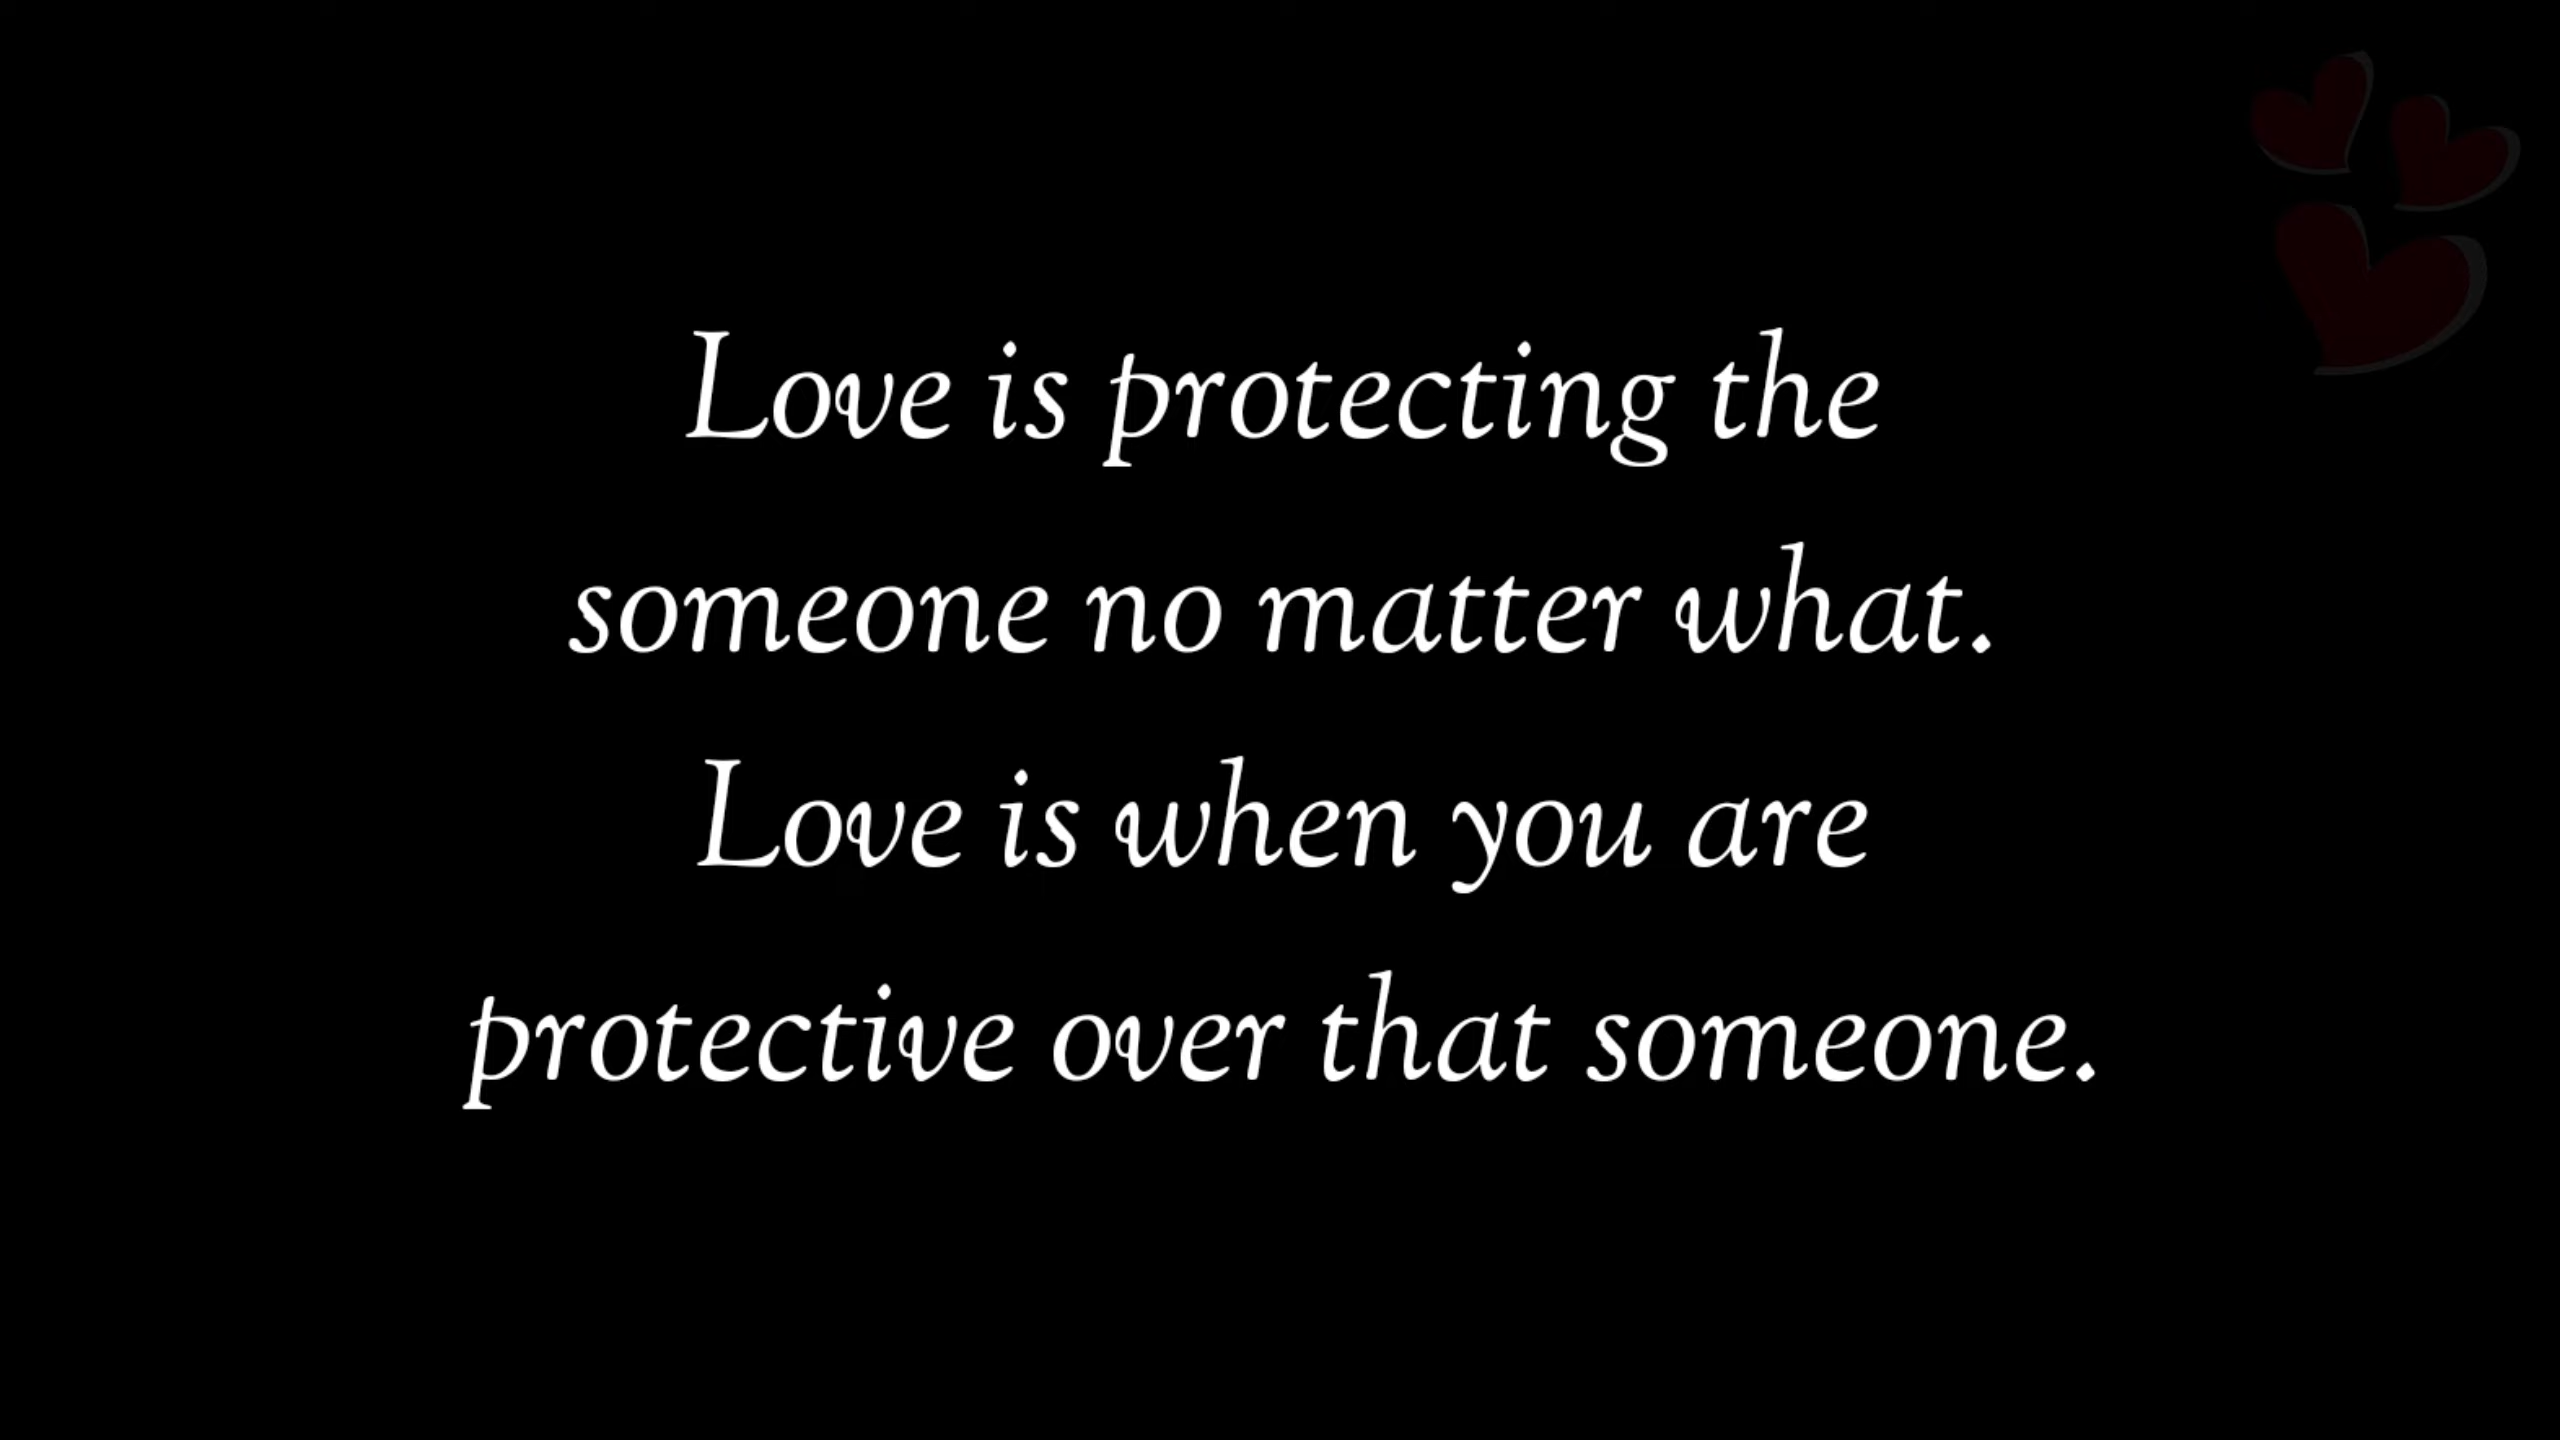 Love is protecting the
someone no matter what.
Love is when you are
protective over that someone.